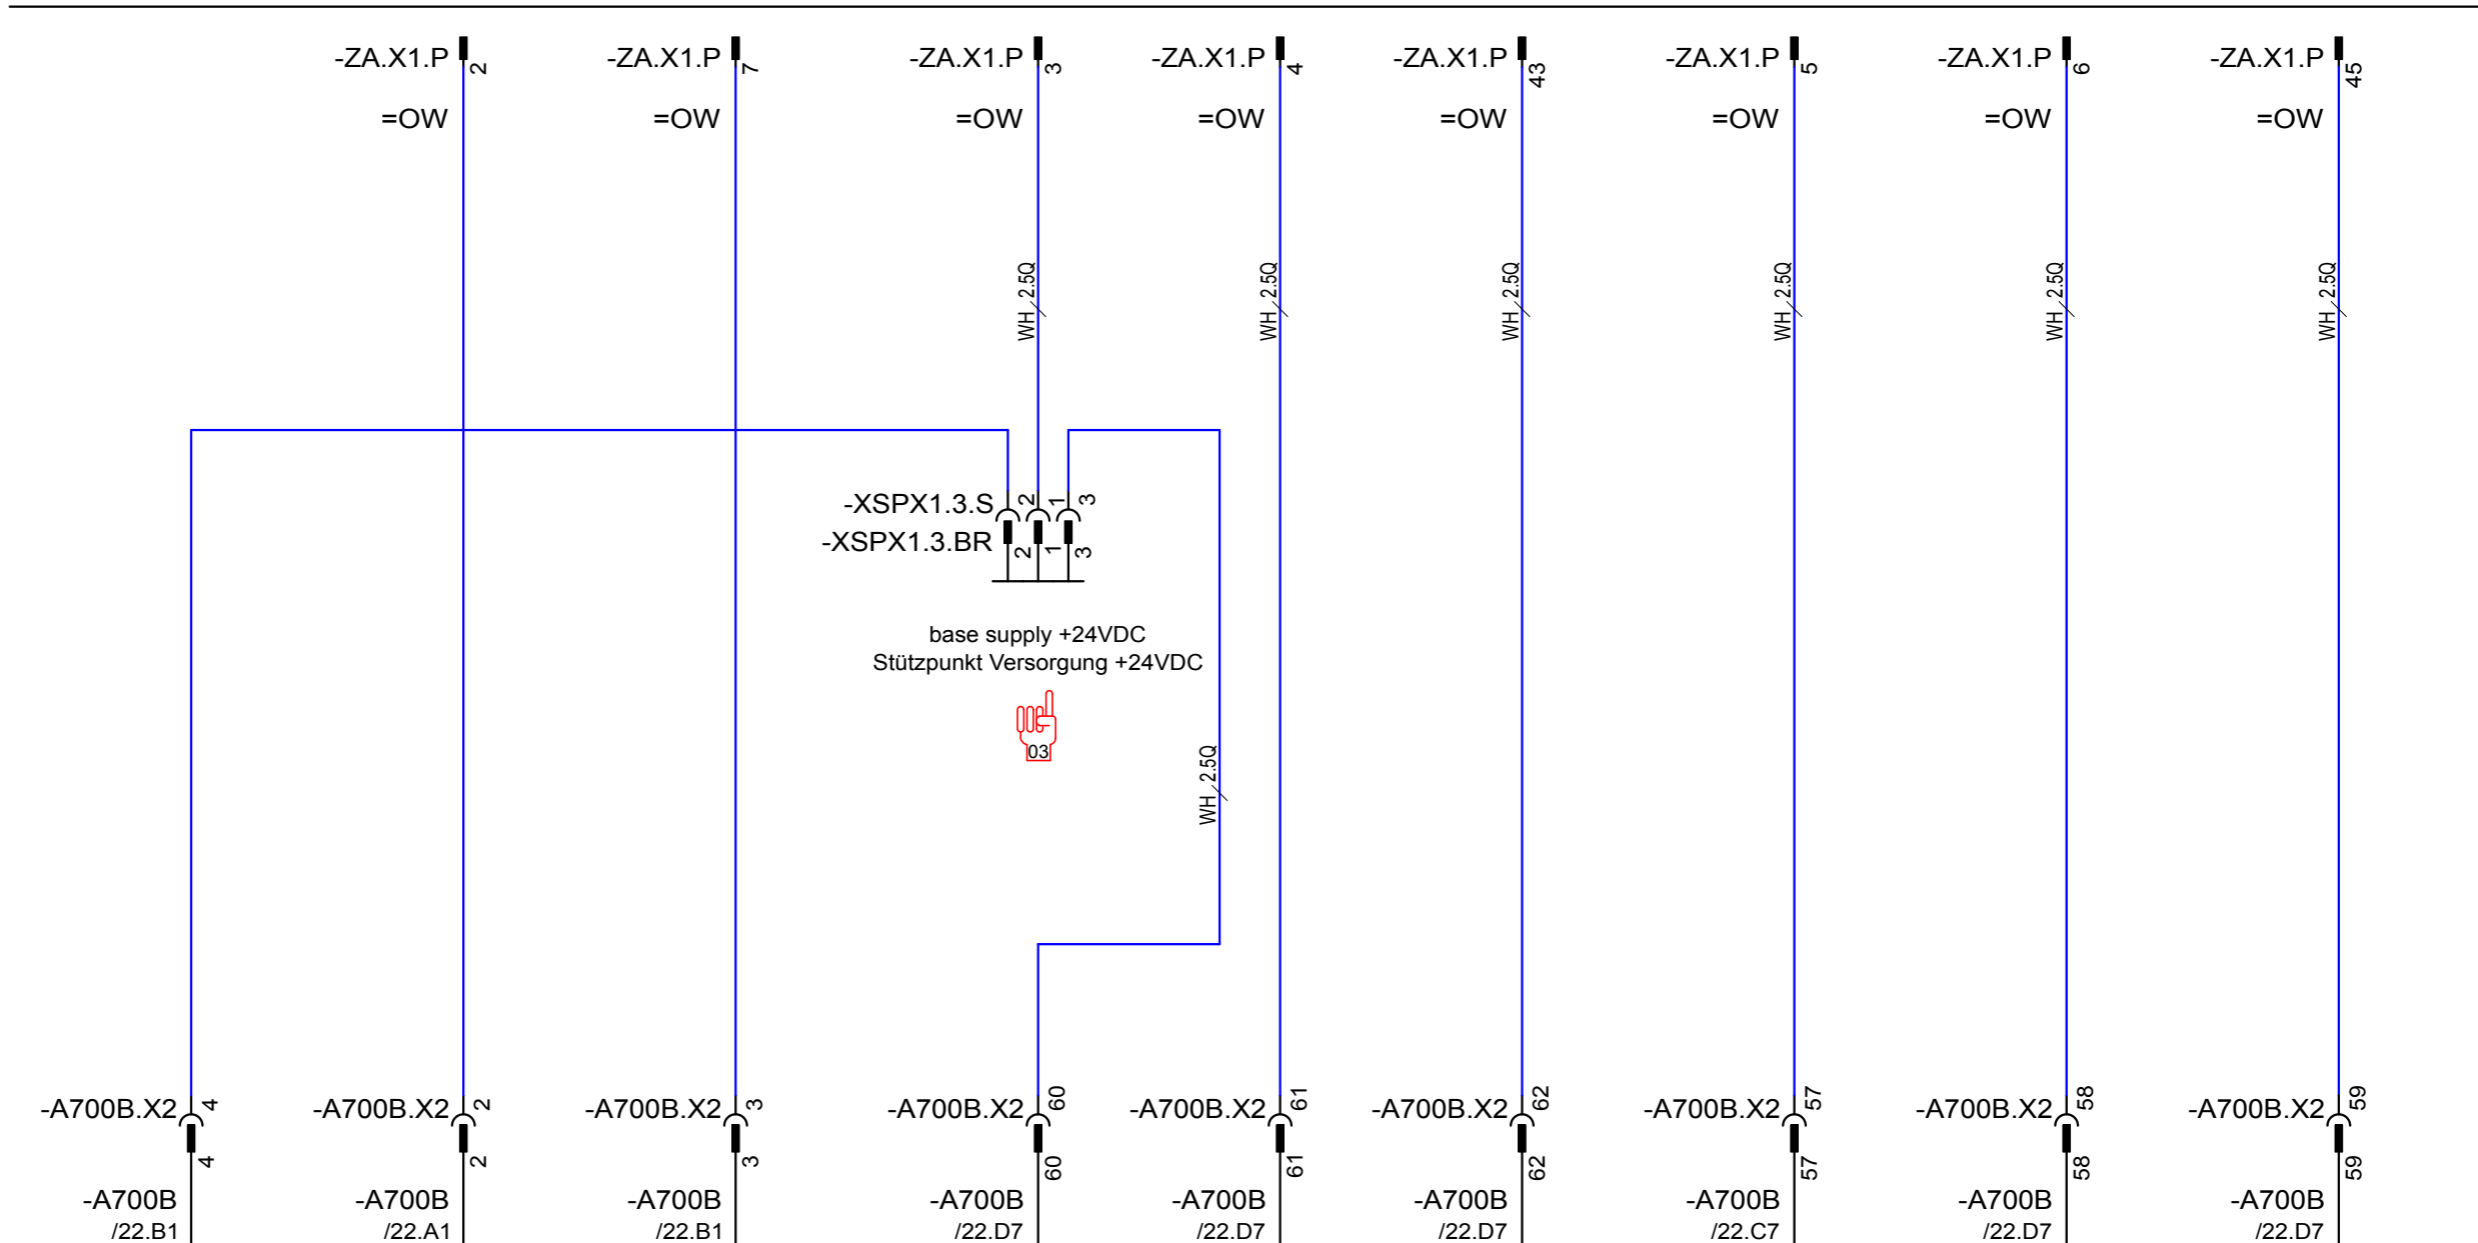 -ZA.X1.P 2 -ZA.X1.P 7 -ZA.X1.P 3 -ZA.X1.P 4 -ZA.X1.P 43 -ZA.X1.P 5 -ZA.X1.P 6 -ZA.X1.P 45
=OW =OW =OW =OW =OW =OW =OW =OW
WH 2.5Q WH 2.5Q WH 2.5Q WH 2.5Q WH 2.5Q WH 2.5Q
-XSPX1.3.S 2 1 3
-XSPX1.3.BR 2 1 3
base supply +24VDC
Stützpunkt Versorgung +24VDC
03
WH 2.5Q
-A700B.X2 4 -A700B.X2 2 -A700B.X2 3 -A700B.X2 60 -A700B.X2 61 -A700B.X2 62 -A700B.X2 57 -A700B.X2 58 -A700B.X2 59
4 2 3 60 61 62 57 58 59
-A700B -A700B -A700B -A700B -A700B -A700B -A700B -A700B -A700B
/22.B1 /22.A1 /22.B1 /22.D7 /22.D7 /22.D7 /22.C7 /22.D7 /22.D7